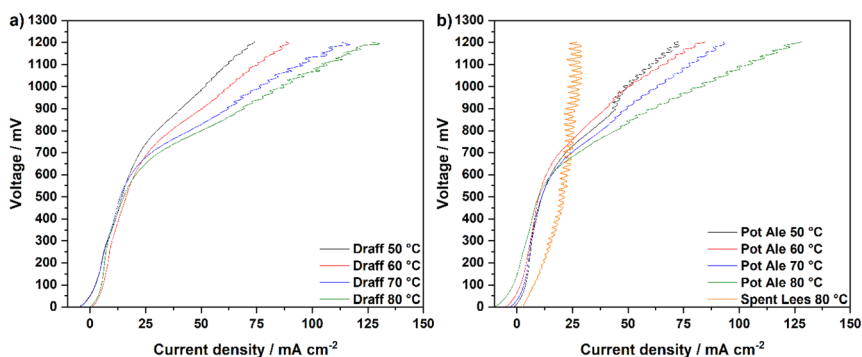 a)
1300
1200
1100
1000
900
800
700
600
500
400
300
200
100
0
Voltage / mV
Draff 50 °C
Draff 60 °C
Draff 70 °C
Draff 80 °C
0 25 50 75 100 125 150
Current density / mA cm-2
b)
1300
1200
1100
1000
900
800
700
600
500
400
300
200
100
0
Voltage / mV
Pot Ale 50 °C
Pot Ale 60 °C
Pot Ale 70 °C
Pot Ale 80 °C
Spent Lees 80 °C
0 25 50 75 100 125 150
Current density / mA cm-2